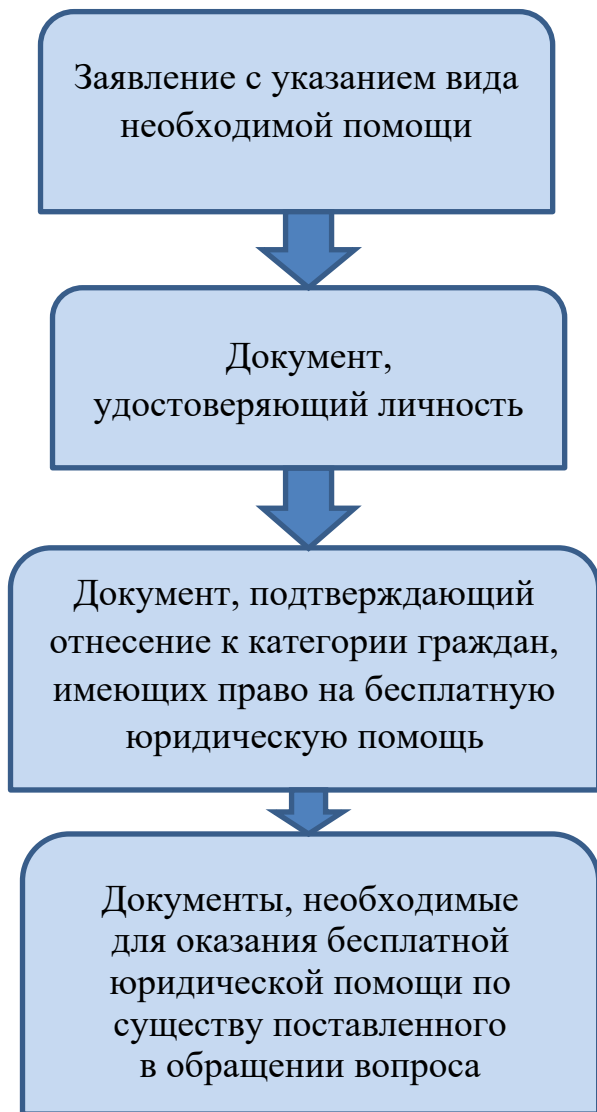 Заявление с указанием вида
необходимой помощи
Документ,
удостоверяющий личность
Документ, подтверждающий
отнесение к категории граждан,
имеющих право на бесплатную
юридическую помощь
Документы, необходимые
для оказания бесплатной
юридической помощи по
существу поставленного
в обращении вопроса